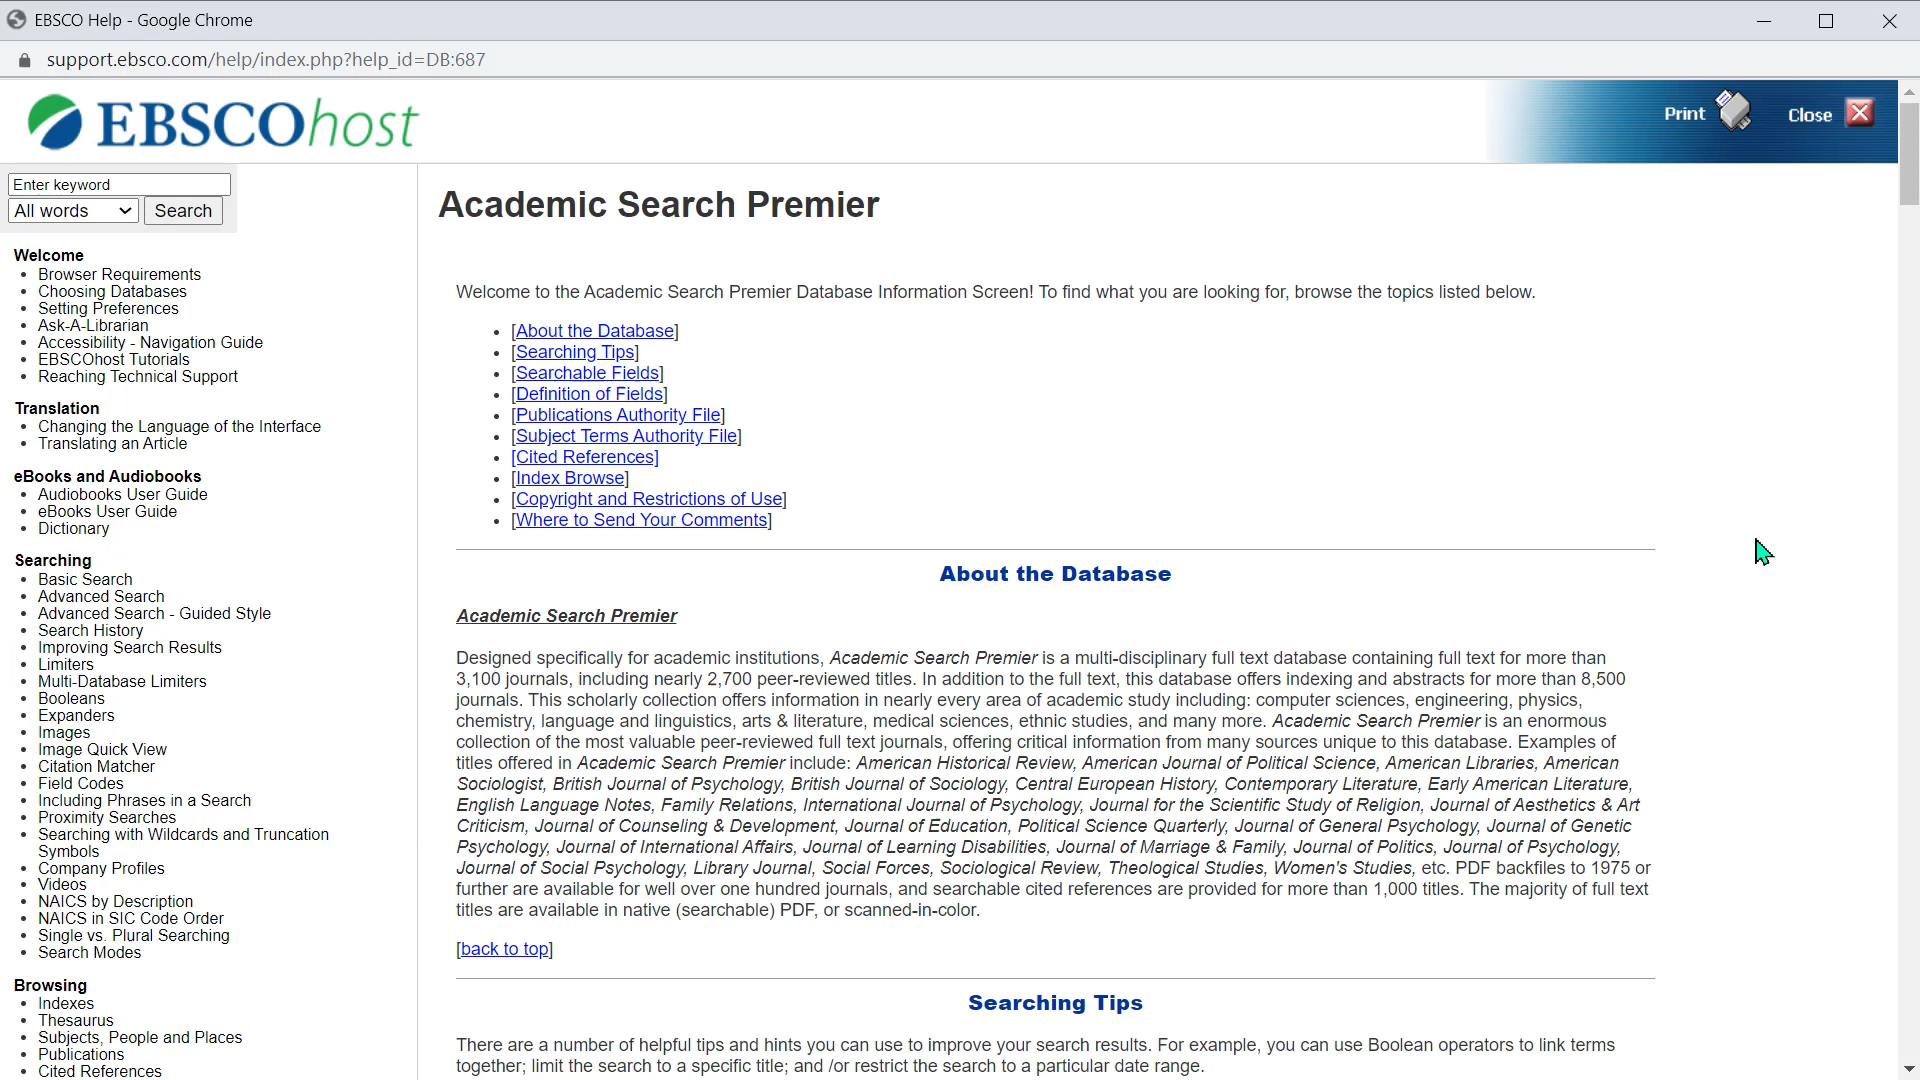 EBSCO Help - Google Chrome
support.ebsco.com/help/index.php?help_id=DB:687
EBSCOhost
Print
Close
Enter keyword
All words
Search
Welcome
• Browser Requirements
• Choosing Databases
• Setting Preferences
• Ask-A-Librarian
• Accessibility - Navigation Guide
• EBSCOhost Tutorials
• Reaching Technical Support
Translation
• Changing the Language of the Interface
• Translating an Article
eBooks and Audiobooks
• Audiobooks User Guide
• eBooks User Guide
• Dictionary
Searching
• Basic Search
• Advanced Search
• Advanced Search - Guided Style
• Search History
• Improving Search Results
• Limiters
• Multi-Database Limiters
• Booleans
• Expanders
• Images
• Image Quick View
• Citation Matcher
• Field Codes
• Including Phrases in a Search
• Proximity Searches
• Searching with Wildcards and Truncation
Symbols
• Company Profiles
• Videos
• NAICS by Description
• NAICS in SIC Code Order
• Single vs. Plural Searching
• Search Modes
Browsing
• Indexes
• Thesaurus
• Subjects, People and Places
• Publications
• Cited References
Academic Search Premier
Welcome to the Academic Search Premier Database Information Screen! To find what you are looking for, browse the topics listed below.
• [About the Database]
• [Searching Tips]
• [Searchable Fields]
• [Definition of Fields]
• [Publications Authority File]
• [Subject Terms Authority File]
• [Cited References]
• [Index Browse]
• [Copyright and Restrictions of Use]
• [Where to Send Your Comments]
About the Database
Academic Search Premier
Designed specifically for academic institutions, Academic Search Premier is a multi-disciplinary full text database containing full text for more than
3,100 journals, including nearly 2,700 peer-reviewed titles. In addition to the full text, this database offers indexing and abstracts for more than 8,500
journals. This scholarly collection offers information in nearly every area of academic study including: computer sciences, engineering, physics,
chemistry, language and linguistics, arts & literature, medical sciences, ethnic studies, and many more. Academic Search Premier is an enormous
collection of the most valuable peer-reviewed full text journals, offering critical information from many sources unique to this database. Examples of
titles offered in Academic Search Premier include: American Historical Review, American Journal of Political Science, American Libraries, American
Sociologist, British Journal of Psychology, British Journal of Sociology, Central European History, Contemporary Literature, Early American Literature,
English Language Notes, Family Relations, International Journal of Psychology, Journal for the Scientific Study of Religion, Journal of Aesthetics & Art
Criticism, Journal of Counseling & Development, Journal of Education, Political Science Quarterly, Journal of General Psychology, Journal of Genetic
Psychology, Journal of International Affairs, Journal of Learning Disabilities, Journal of Marriage & Family, Journal of Politics, Journal of Psychology,
Journal of Social Psychology, Library Journal, Social Forces, Sociological Review, Theological Studies, Women's Studies, etc. PDF backfiles to 1975 or
further are available for well over one hundred journals, and searchable cited references are provided for more than 1,000 titles. The majority of full text
titles are available in native (searchable) PDF, or scanned-in-color.
[back to top]
Searching Tips
There are a number of helpful tips and hints you can use to improve your search results. For example, you can use Boolean operators to link terms
together; limit the search to a specific title; and /or restrict the search to a particular date range.